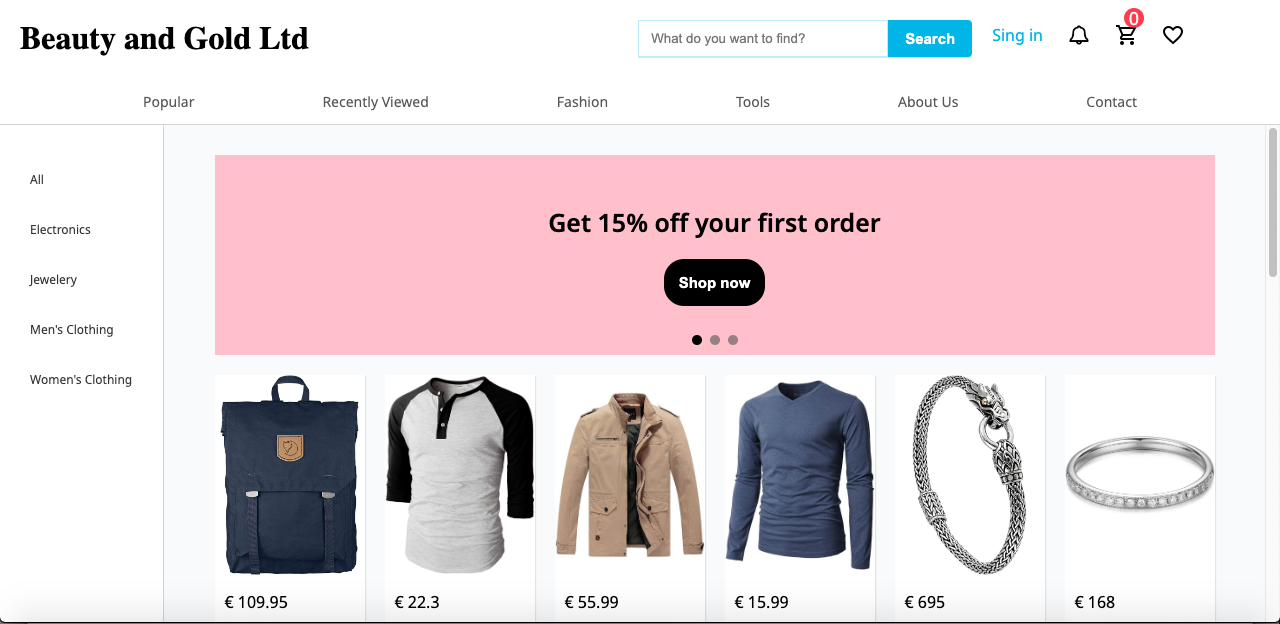 Beauty and Gold Ltd
What do you want to find?
Search
Sing in
0
Popular
Recently Viewed
Fashion
Tools
About Us
Contact
All
Electronics
Jewelery
Men's Clothing
Women's Clothing
Get 15% off your first order
Shop now
€ 109.95
€ 22.3
€ 55.99
€ 15.99
€ 695
€ 168